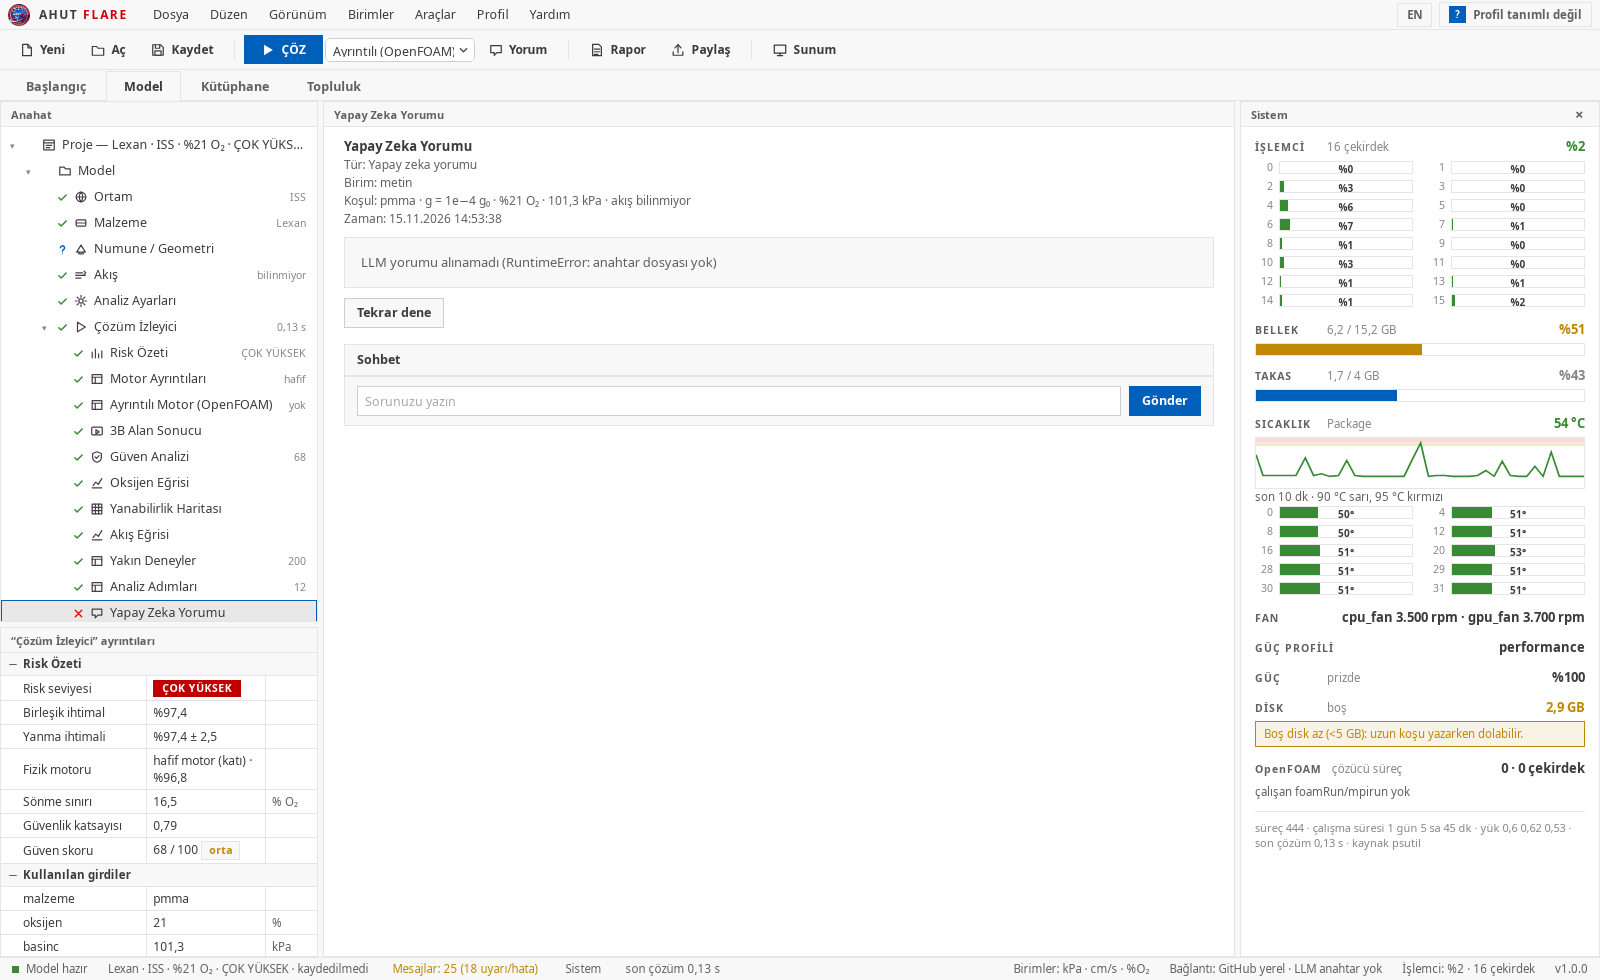 AHUT FLARE
Dosya Düzen Görünüm Birimler Araçlar Profil Yardım
EN ? Profil tanımlı değil
Yeni Aç Kaydet ÇÖZ Ayrıntılı (OpenFOAM) Yorum Rapor Paylaş Sunum
Başlangıç Model Kütüphane Topluluk
Anahat
Proje — Lexan · ISS · %21 O₂ · ÇOK YÜKS...
Model
Ortam ISS
Malzeme Lexan
? Numune / Geometri
Akış bilinmiyor
Analiz Ayarları
Çözüm İzleyici 0,13 s
Risk Özeti ÇOK YÜKSEK
Motor Ayrıntıları hafif
Ayrıntılı Motor (OpenFOAM) yok
3B Alan Sonucu
Güven Analizi 68
Oksijen Eğrisi
Yanabilirlik Haritası
Akış Eğrisi
Yakın Deneyler 200
Analiz Adımları 12
Yapay Zeka Yorumu
“Çözüm İzleyici” ayrıntıları
— Risk Özeti
Risk seviyesi ÇOK YÜKSEK
Birleşik ihtimal %97,4
Yanma ihtimali %97,4 ± 2,5
Fizik motoru hafif motor (katı) ·
%96,8
Sönme sınırı 16,5 % O₂
Güvenlik katsayısı 0,79
Güven skoru 68 / 100 orta
— Kullanılan girdiler
malzeme pmma
oksijen 21 %
basinc 101,3 kPa
Yapay Zeka Yorumu
Yapay Zeka Yorumu
Tür: Yapay zeka yorumu
Birim: metin
Koşul: pmma · g = 1e−4 g₀ · %21 O₂ · 101,3 kPa · akış bilinmiyor
Zaman: 15.11.2026 14:53:38
LLM yorumu alınamadı (RuntimeError: anahtar dosyası yok)
Tekrar dene
Sohbet
Sorunuzu yazın
Gönder
Sistem ×
İŞLEMCİ 16 çekirdek %2
0 %0 1 %0
2 %3 3 %0
4 %6 5 %0
6 %7 7 %1
8 %1 9 %0
10 %3 11 %0
12 %1 13 %1
14 %1 15 %2
BELLEK 6,2 / 15,2 GB %51
TAKAS 1,7 / 4 GB %43
SICAKLIK Package 54 °C
son 10 dk · 90 °C sarı, 95 °C kırmızı
0 50° 4 51°
8 50° 12 51°
16 51° 20 53°
28 51° 29 51°
30 51° 31 51°
FAN cpu_fan 3.500 rpm · gpu_fan 3.700 rpm
GÜÇ PROFİLİ performance
GÜÇ prizde %100
DİSK boş 2,9 GB
Boş disk az (<5 GB): uzun koşu yazarken dolabilir.
OpenFOAM çözücü süreç 0 · 0 çekirdek
çalışan foamRun/mpirun yok
süreç 444 · çalışma süresi 1 gün 5 sa 45 dk · yük 0,6 0,62 0,53 ·
son çözüm 0,13 s · kaynak psutil
Model hazır Lexan · ISS · %21 O₂ · ÇOK YÜKSEK · kaydedilmedi Mesajlar: 25 (18 uyarı/hata) Sistem son çözüm 0,13 s Birimler: kPa · cm/s · %O₂ Bağlantı: GitHub yerel · LLM anahtar yok İşlemci: %2 · 16 çekirdek v1.0.0